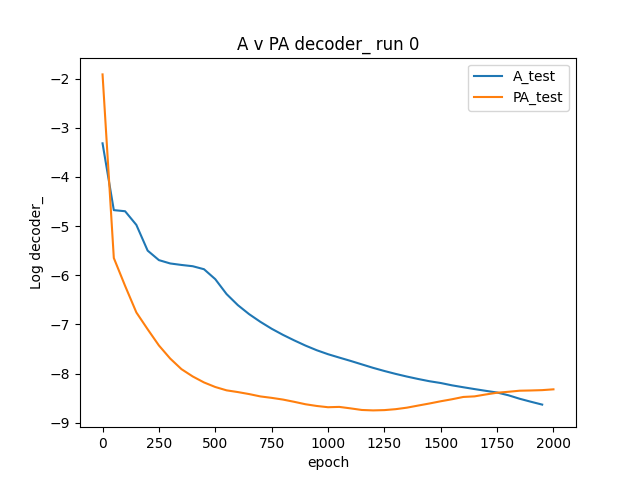 A v PA decoder_ run 0
A_test
PA_test
Log decoder_
−2
−3
−4
−5
−6
−7
−8
−9
0 250 500 750 1000 1250 1500 1750 2000
epoch